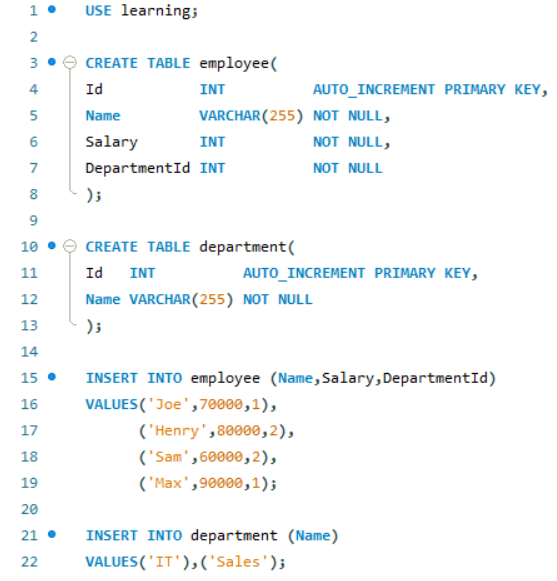 1 USE learning;
2
3 CREATE TABLE employee(
4 Id INT AUTO_INCREMENT PRIMARY KEY,
5 Name VARCHAR(255) NOT NULL,
6 Salary INT NOT NULL,
7 DepartmentId INT NOT NULL
8 );
9
10 CREATE TABLE department(
11 Id INT AUTO_INCREMENT PRIMARY KEY,
12 Name VARCHAR(255) NOT NULL
13 );
14
15 INSERT INTO employee (Name,Salary,DepartmentId)
16 VALUES('Joe',70000,1),
17 ('Henry',80000,2),
18 ('Sam',60000,2),
19 ('Max',90000,1);
20
21 INSERT INTO department (Name)
22 VALUES('IT'),('Sales');